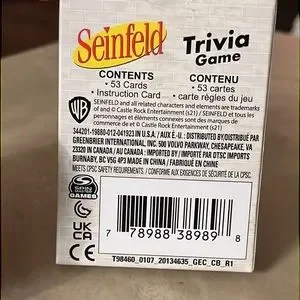 Seinfeld
Trivia
Game
CONTENTS
• 53 Cards
• Instruction Card
CONTENU
• 53 cartes
• carte règles du jeu
WB
SEINFELD and all related characters and elements are trademarks
of and © Castle Rock Entertainment (s21) / SEINFELD et tous les
personnages et éléments connexes sont des marques de
commerce de et © Castle Rock Entertainment (s21)
344201-19880-012-041923 IN U.S.A. / AUX É.-U. : DISTRIBUTED BY/DISTRIBUÉ PAR
GREENBRIER INTERNATIONAL, INC. 500 VOLVO PARKWAY, CHESAPEAKE, VA
23320 IN CANADA / AU CANADA : IMPORTED BY / IMPORTÉ PAR DTSC IMPORTS
BURNABY, BC V5G 4P3 MADE IN CHINA / FABRIQUÉ EN CHINE
MEETS CPSC SAFETY REQUIREMENTS. / CONFORME AUX EXIGENCES DE SÉCURITÉ DE LA CPSC.
SPIN MASTER
GAMES
UK
CA
7 78988 38989 8
T98460_0107_20134635_GEC_CB_R1